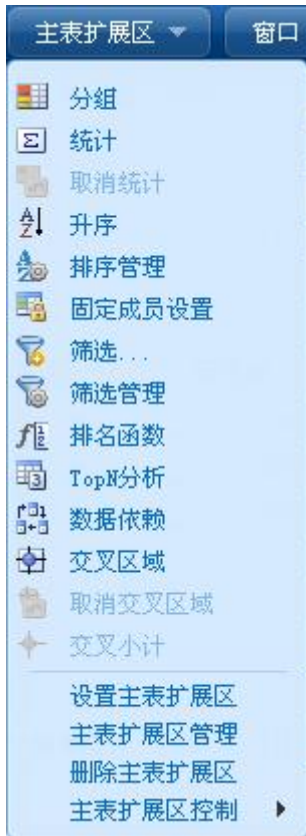 主表扩展区 窗口
分组
统计
取消统计
升序
排序管理
固定成员设置
筛选...
筛选管理
排名函数
TopN分析
数据依赖
交叉区域
取消交叉区域
交叉小计
设置主表扩展区
主表扩展区管理
删除主表扩展区
主表扩展区控制